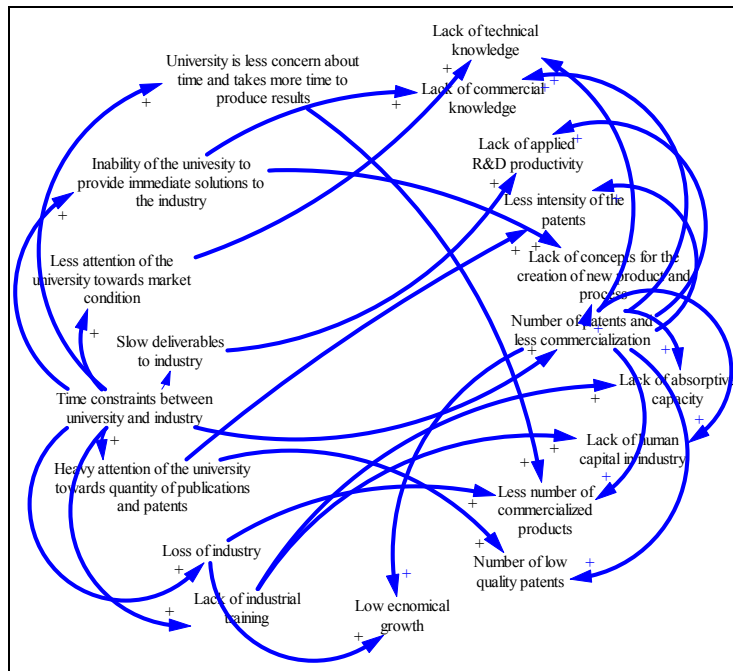 Lack of technical
knowledge
University is less concern about
time and takes more time to
produce results
Lack of commercial
knowledge
Lack of applied
R&D productivity
Inability of the univesity to
provide immediate solutions to
the industry
Less intensity of the
patents
Less attention of the
university towards market
condition
Lack of concepts for the
creation of new product and
process
Number of patents and
less commercialization
Slow deliverables
to industry
Lack of absorptive
capacity
Time constraints between
university and industry
Lack of human
capital in industry
Heavy attention of the university
towards quantity of publications
and patents
Less number of
commercialized
products
Loss of industry
Number of low
quality patents
Lack of industrial
training
Low ecnomical
growth